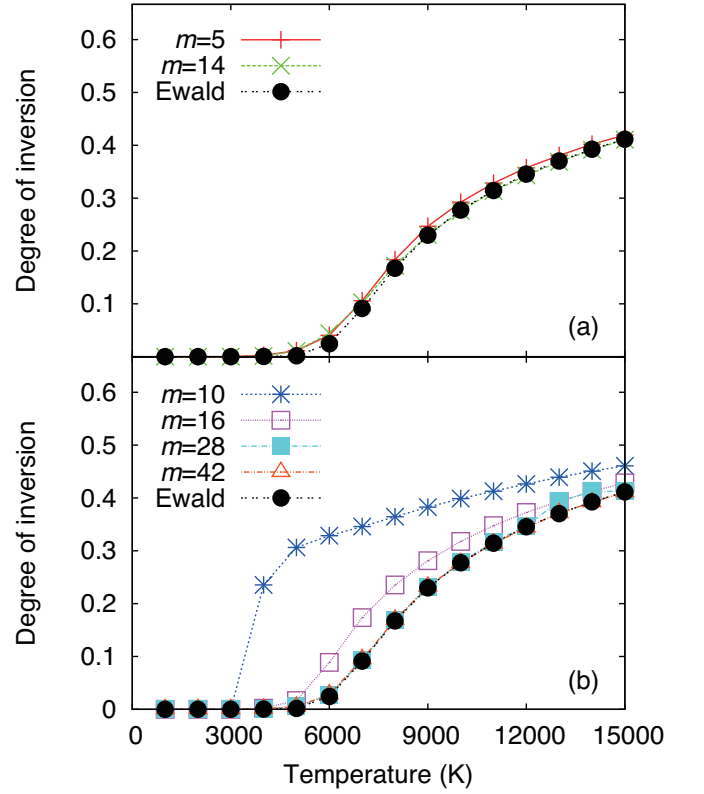 0.6
0.5
0.4
0.3
0.2
0.1
Degree of inversion
m=5
m=14
Ewald
(a)
0.6
0.5
0.4
0.3
0.2
0.1
0
Degree of inversion
m=10
m=16
m=28
m=42
Ewald
(b)
0 3000 6000 9000 12000 15000
Temperature (K)